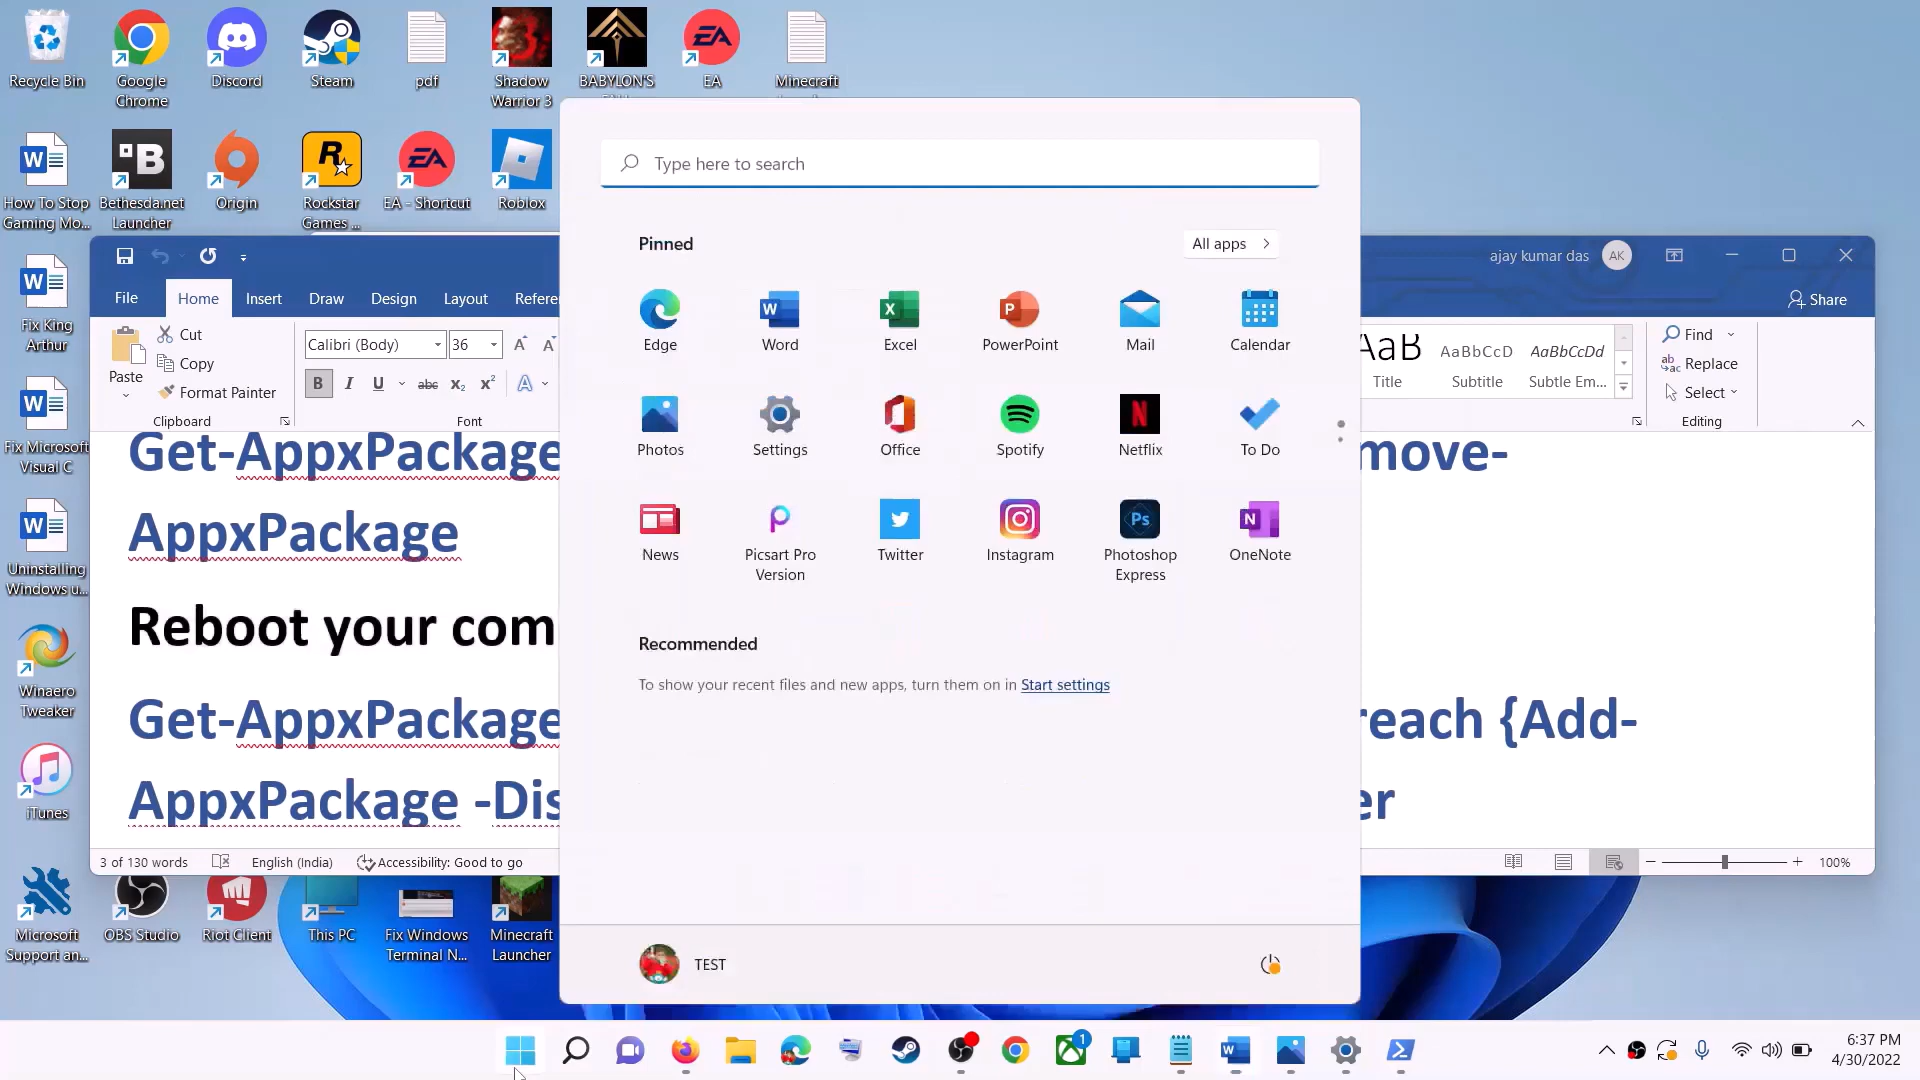 Recycle Bin
Google
Chrome
Discord
Steam
pdf
Shadow
Warrior 3
BABYLON'S
EA
Minecraft
How To Stop
Gaming Mo...
Bethesda.net
Launcher
Origin
Rockstar
Games ...
EA - Shortcut
Roblox
Fix King
Arthur
Fix Microsoft
Visual C
Uninstalling
Windows u...
Winaero
Tweaker
iTunes
Microsoft
Support an...
OBS Studio
Riot Client
This PC
Fix Windows
Terminal N...
Minecraft
Launcher
ajay kumar das
AK
File
Home
Insert
Draw
Design
Layout
Refere
Share
Paste
Cut
Copy
Format Painter
Clipboard
Calibri (Body)
36
Font
AaB
Title
AaBbCcD
Subtitle
AaBbCcDd
Subtle Em...
Find
Replace
Select
Editing
Get-AppxPackage
move-
AppxPackage
Reboot your com
Get-AppxPackage
reach {Add-
AppxPackage -Dis
er
3 of 130 words
English (India)
Accessibility: Good to go
100%
Type here to search
Pinned
All apps
Edge
Word
Excel
PowerPoint
Mail
Calendar
Photos
Settings
Office
Spotify
Netflix
To Do
News
Picsart Pro
Version
Twitter
Instagram
Photoshop
Express
OneNote
Recommended
To show your recent files and new apps, turn them on in Start settings
TEST
1
6:37 PM
4/30/2022